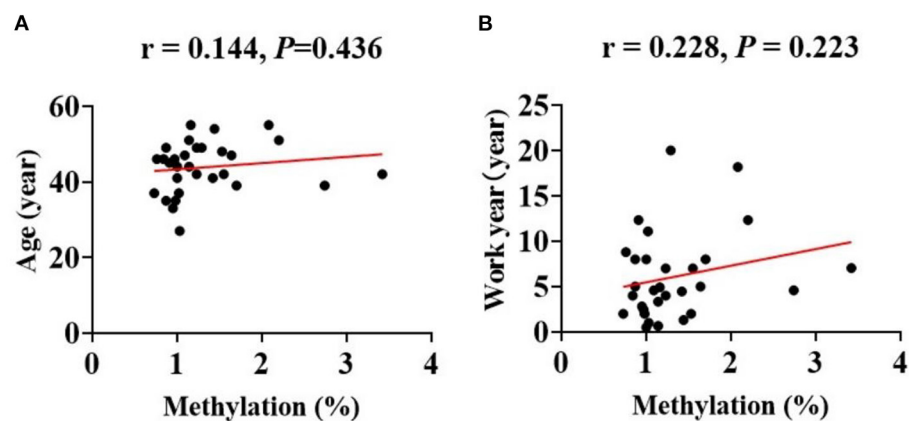 A
r = 0.144, P=0.436
Age (year)
60
40
20
0
0 1 2 3 4
Methylation (%)
B
r = 0.228, P = 0.223
Work year (year)
25
20
15
10
5
0
0 1 2 3 4
Methylation (%)